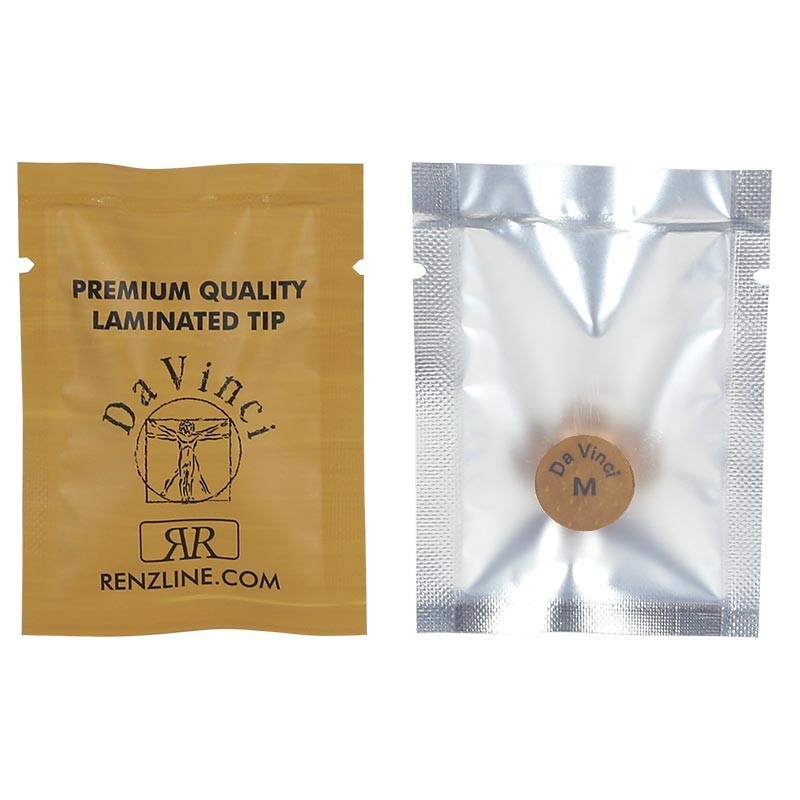 PREMIUM QUALITY
LAMINATED TIP
Da Vinci
RR
RENZLINE.COM
Da Vinci
M